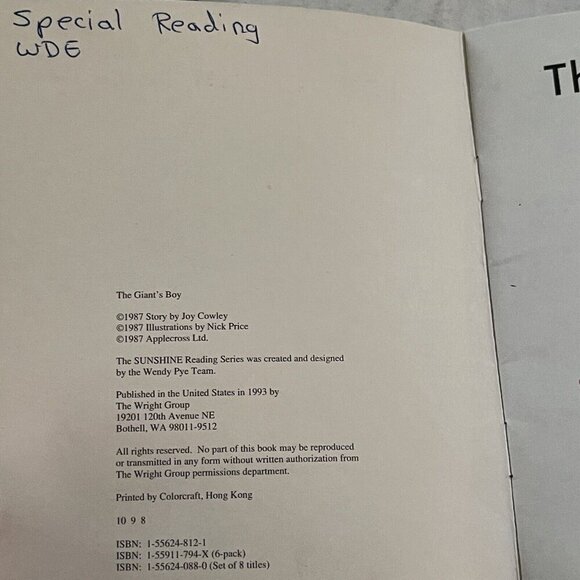 Special Reading
WDE
Th
The Giant's Boy
©1987 Story by Joy Cowley
©1987 Illustrations by Nick Price
©1987 Applecross Ltd.
The SUNSHINE Reading Series was created and designed
by the Wendy Pye Team.
Published in the United States in 1993 by
The Wright Group
19201 120th Avenue NE
Bothell, WA 98011-9512
All rights reserved. No part of this book may be reproduced
or transmitted in any form without written authorization from
The Wright Group permissions department.
Printed by Colorcraft, Hong Kong
10 9 8
ISBN: 1-55624-812-1
ISBN: 1-55911-794-X (6-pack)
ISBN: 1-55624-088-0 (Set of 8 titles)